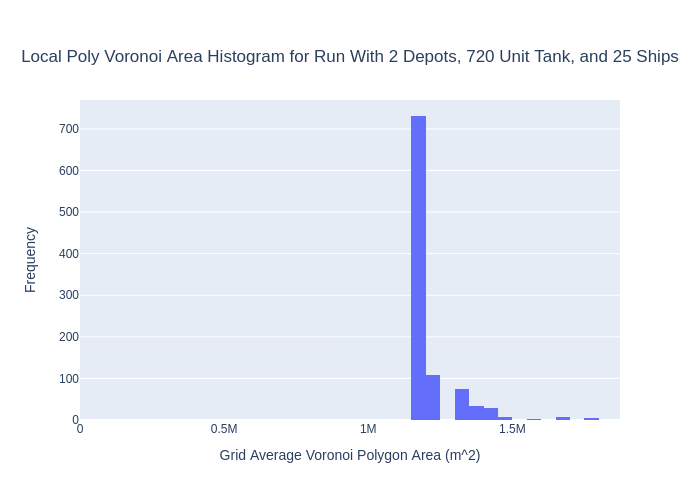 Local Poly Voronoi Area Histogram for Run With 2 Depots, 720 Unit Tank, and 25 Ships
700
600
500
400
300
200
100
0
0 0.5M 1M 1.5M
Frequency
Grid Average Voronoi Polygon Area (m^2)